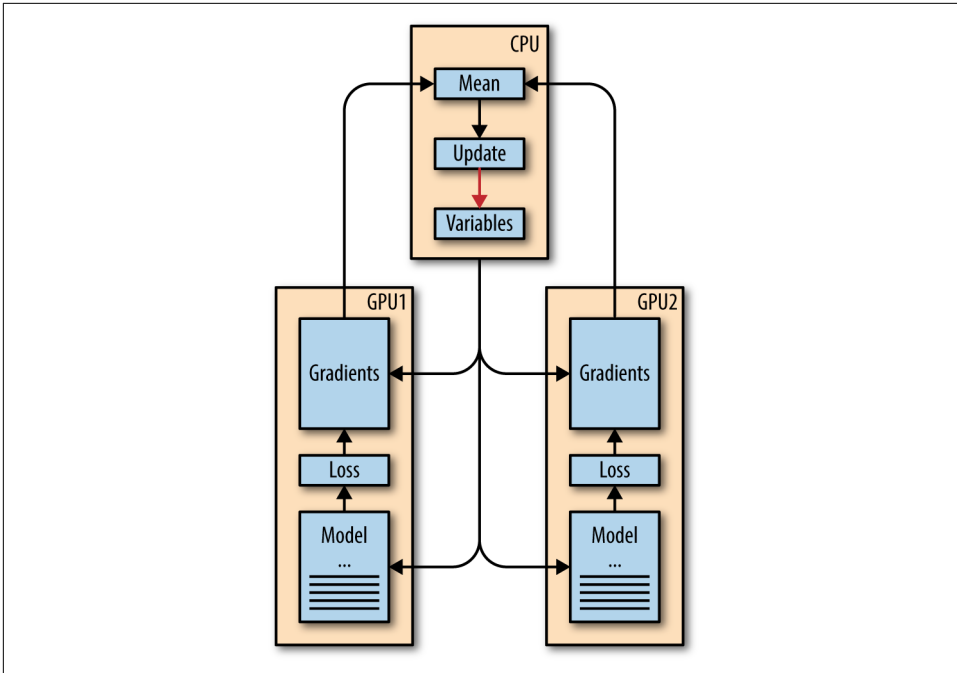 CPU
Mean
Update
Variables
GPU1
Gradients
Loss
Model
...
GPU2
Gradients
Loss
Model
...